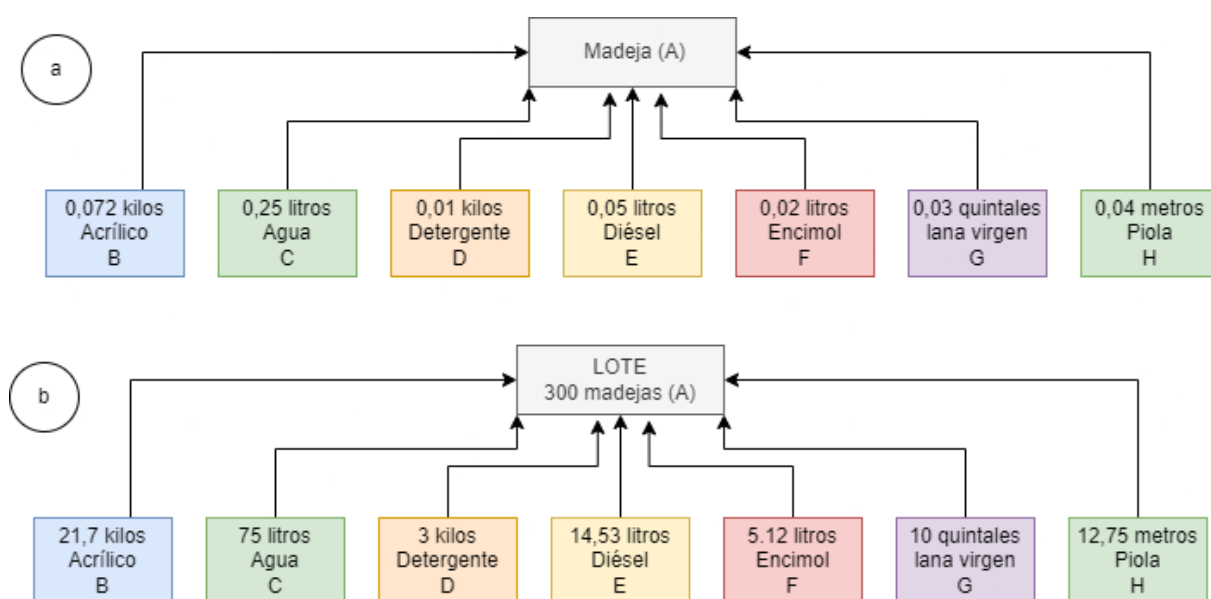 a
Madeja (A)
0,072 kilos
Acrílico
B
0,25 litros
Agua
C
0,01 kilos
Detergente
D
0,05 litros
Diésel
E
0,02 litros
Encimol
F
0,03 quintales
lana virgen
G
0,04 metros
Piola
H
b
LOTE
300 madejas (A)
21,7 kilos
Acrílico
B
75 litros
Agua
C
3 kilos
Detergente
D
14,53 litros
Diésel
E
5.12 litros
Encimol
F
10 quintales
lana virgen
G
12,75 metros
Piola
H